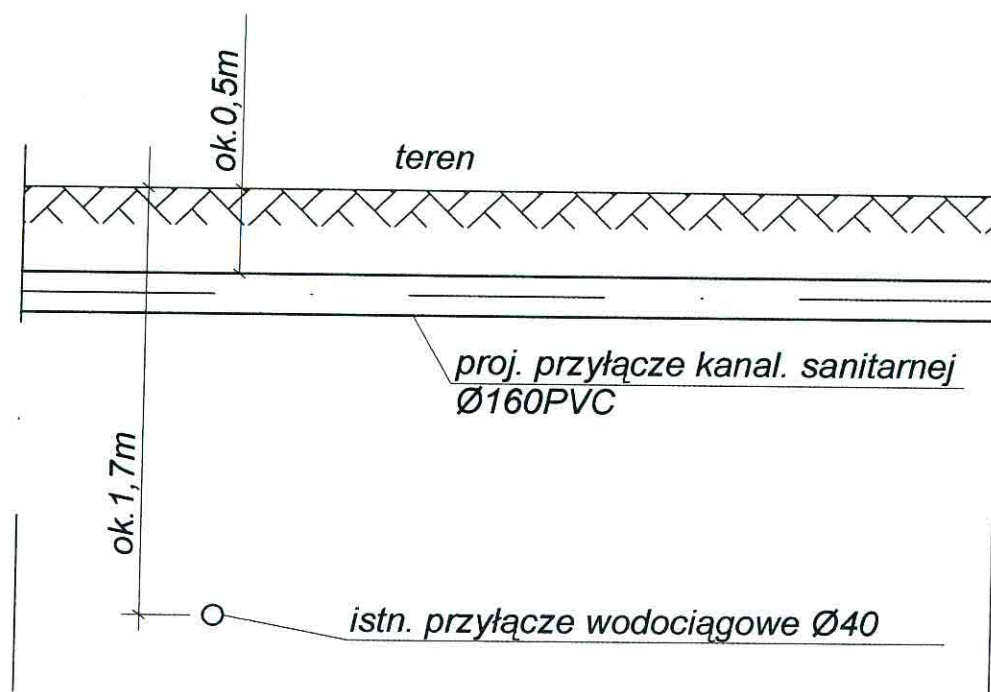 ok.0,5m
teren
proj. przyłącze kanal. sanitarnej
Ø160PVC
ok.1,7m
istn. przyłącze wodociągowe Ø40